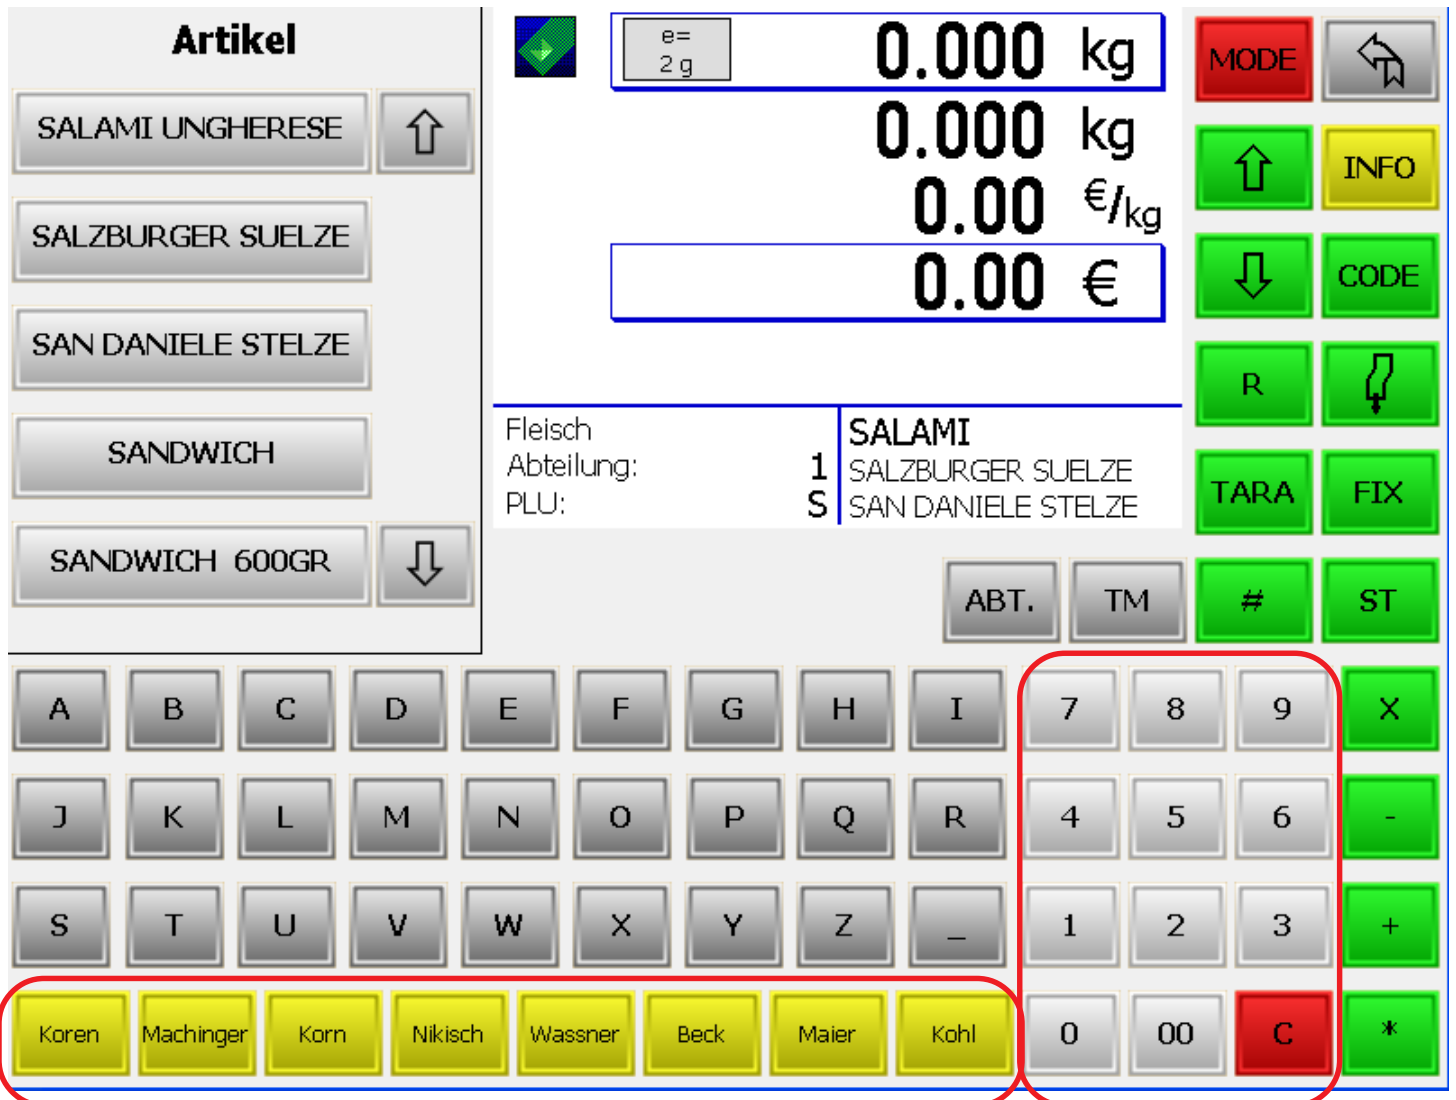 Artikel
SALAMI UNGHERESE
SALZBURGER SUELZE
SAN DANIELE STELZE
SANDWICH
SANDWICH 600GR
e=
2 g
0.000 kg
0.000 kg
0.00 €/kg
0.00 €
Fleisch
Abteilung: 1
PLU: S
SALAMI
SALZBURGER SUELZE
SAN DANIELE STELZE
MODE
INFO
CODE
R
TARA FIX
ABT. TM # ST
A B C D E F G H I 7 8 9 X
J K L M N O P Q R 4 5 6 -
S T U V W X Y Z _ 1 2 3 +
Koren Machinger Korn Nikisch Wassner Beck Maier Kohl 0 00 C *